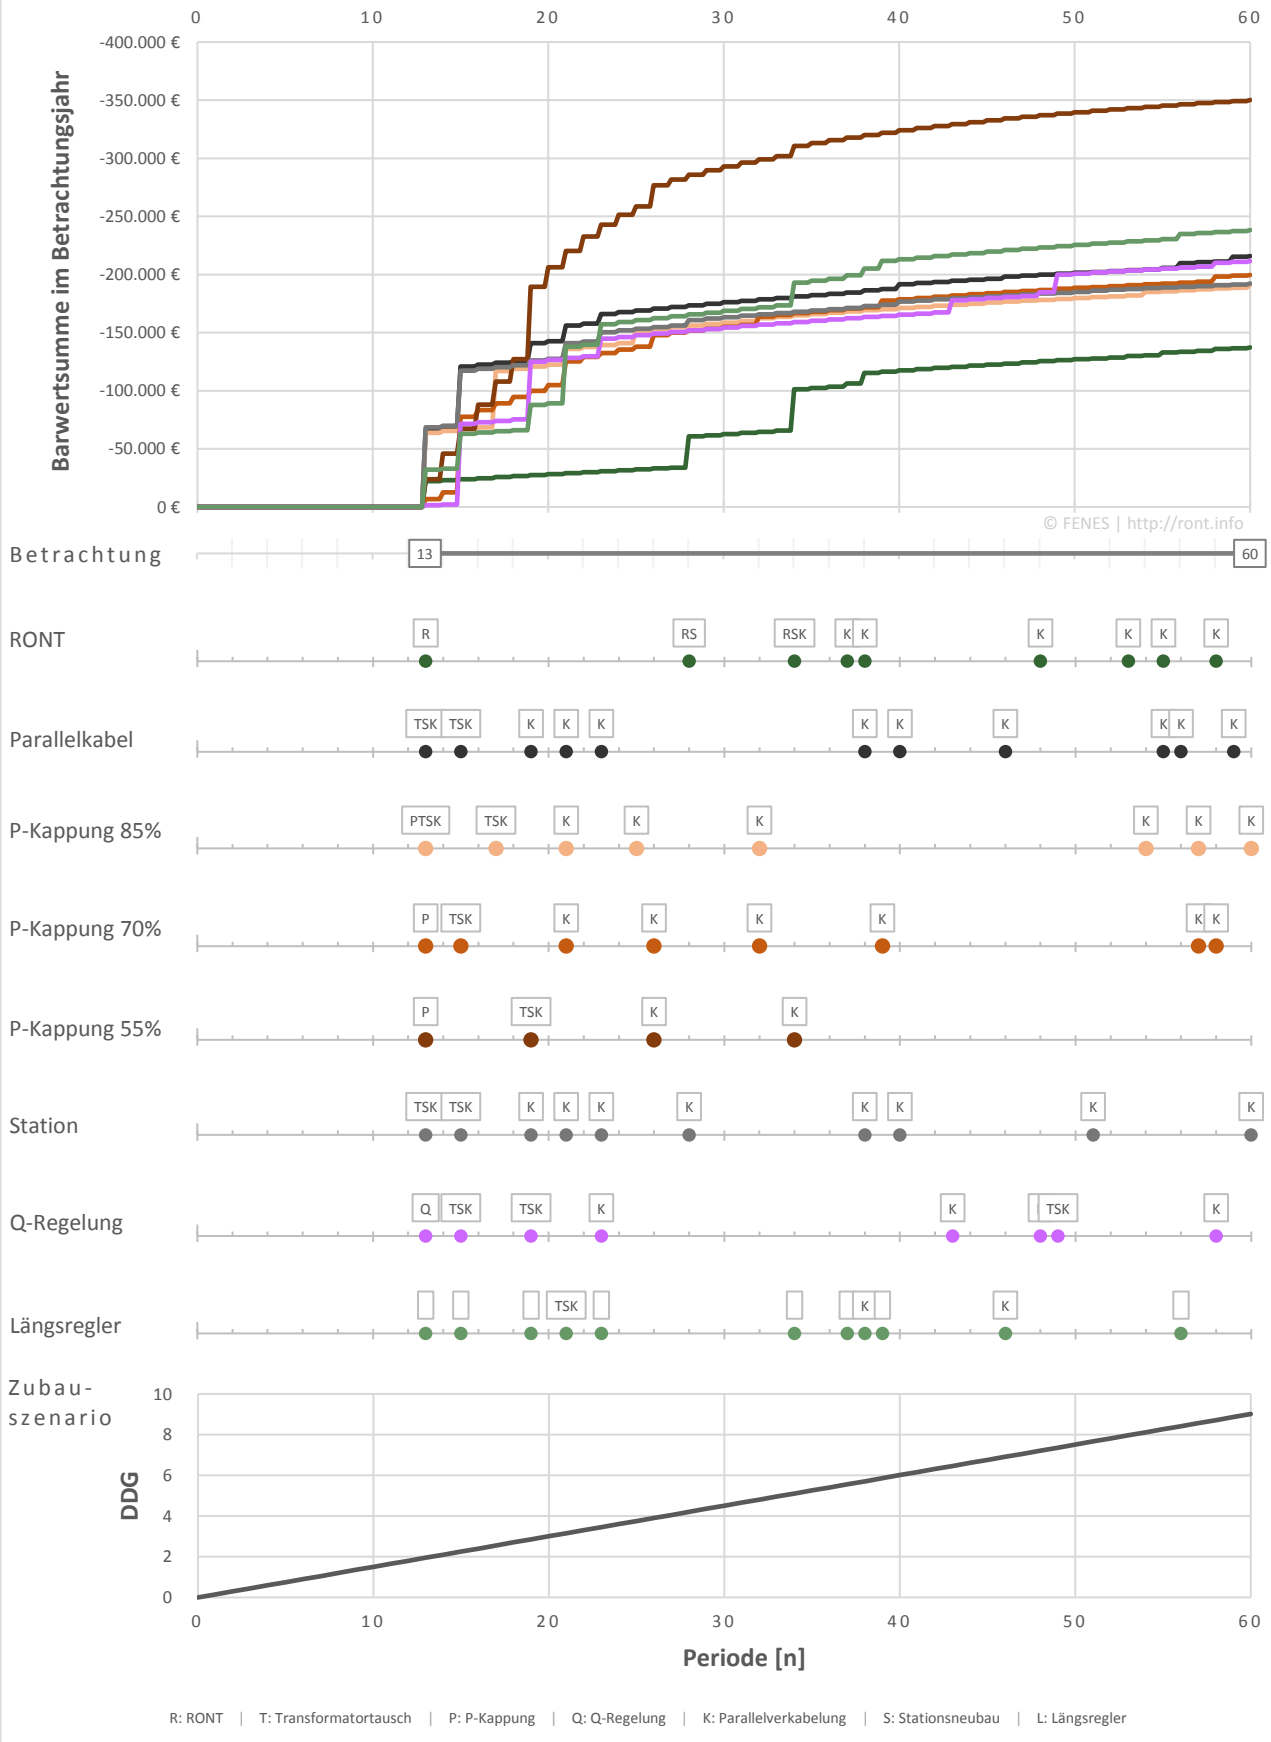 0 10 20 30 40 50 60
-400.000 €
-350.000 €
-300.000 €
-250.000 €
-200.000 €
-150.000 €
-100.000 €
-50.000 €
0 €
Barwertsumme im Betrachtungsjahr
© FENES | http://ront.info
Betrachtung 13 60
RONT R RS RSK K K K K K K
Parallelkabel TSK TSK K K K K K K K K K
P-Kappung 85% PTSK TSK K K K K K K
P-Kappung 70% P TSK K K K K K K
P-Kappung 55% P TSK K K
Station TSK TSK K K K K K K K K
Q-Regelung Q TSK TSK K K TSK K
Längsregler TSK K K
Zubau-
szenario
DDG
10
8
6
4
2
0
0 10 20 30 40 50 60
Periode [n]
R: RONT | T: Transformatortausch | P: P-Kappung | Q: Q-Regelung | K: Parallelverkabelung | S: Stationsneubau | L: Längsregler